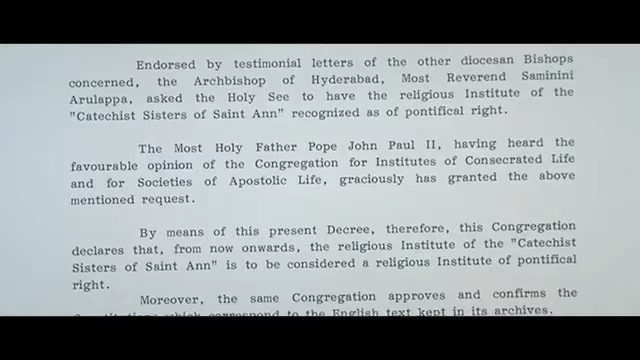 Endorsed by testimonial letters of the other diocesan Bishops
concerned, the Archbishop of Hyderabad, Most Reverend Saminini
Arulappa, asked the Holy See to have the religious Institute of the
"Catechist Sisters of Saint Ann" recognized as of pontifical right.
The Most Holy Father Pope John Paul II, having heard the
favourable opinion of the Congregation for Institutes of Consecrated Life
and for Societies of Apostolic Life, graciously has granted the above
mentioned request.
By means of this present Decree, therefore, this Congregation
declares that, from now onwards, the religious Institute of the "Catechist
Sisters of Saint Ann" is to be considered a religious Institute of pontifical
right.
Moreover, the same Congregation approves and confirms the
Constitutions which correspond to the English text kept in its archives.